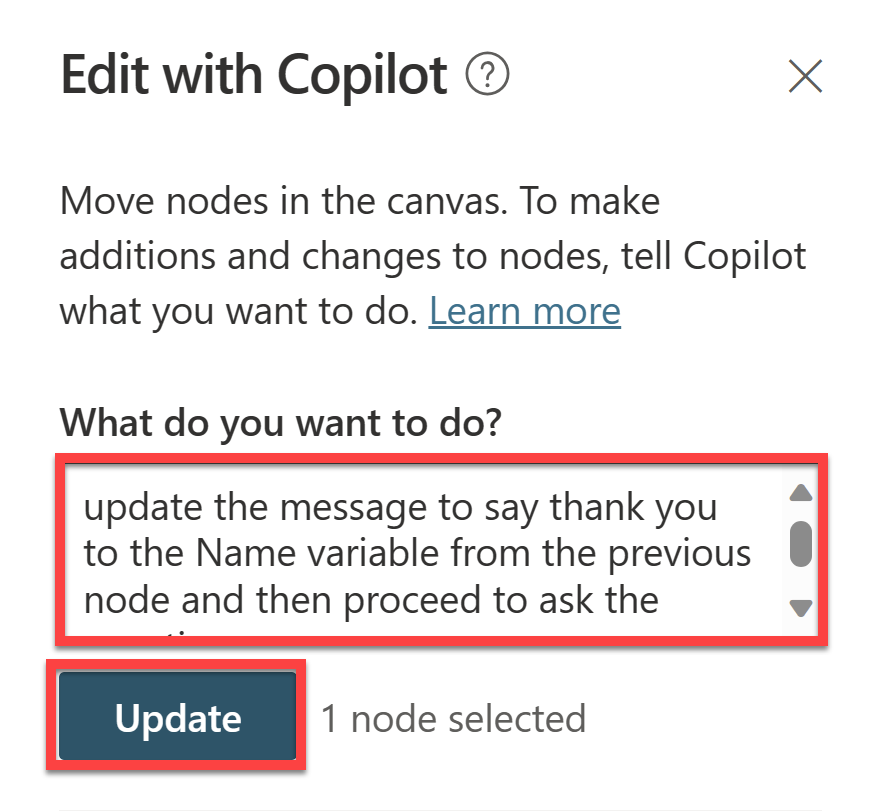 Edit with Copilot ?
Move nodes in the canvas. To make
additions and changes to nodes, tell Copilot
what you want to do. Learn more
What do you want to do?
update the message to say thank you
to the Name variable from the previous
node and then proceed to ask the
Update 1 node selected